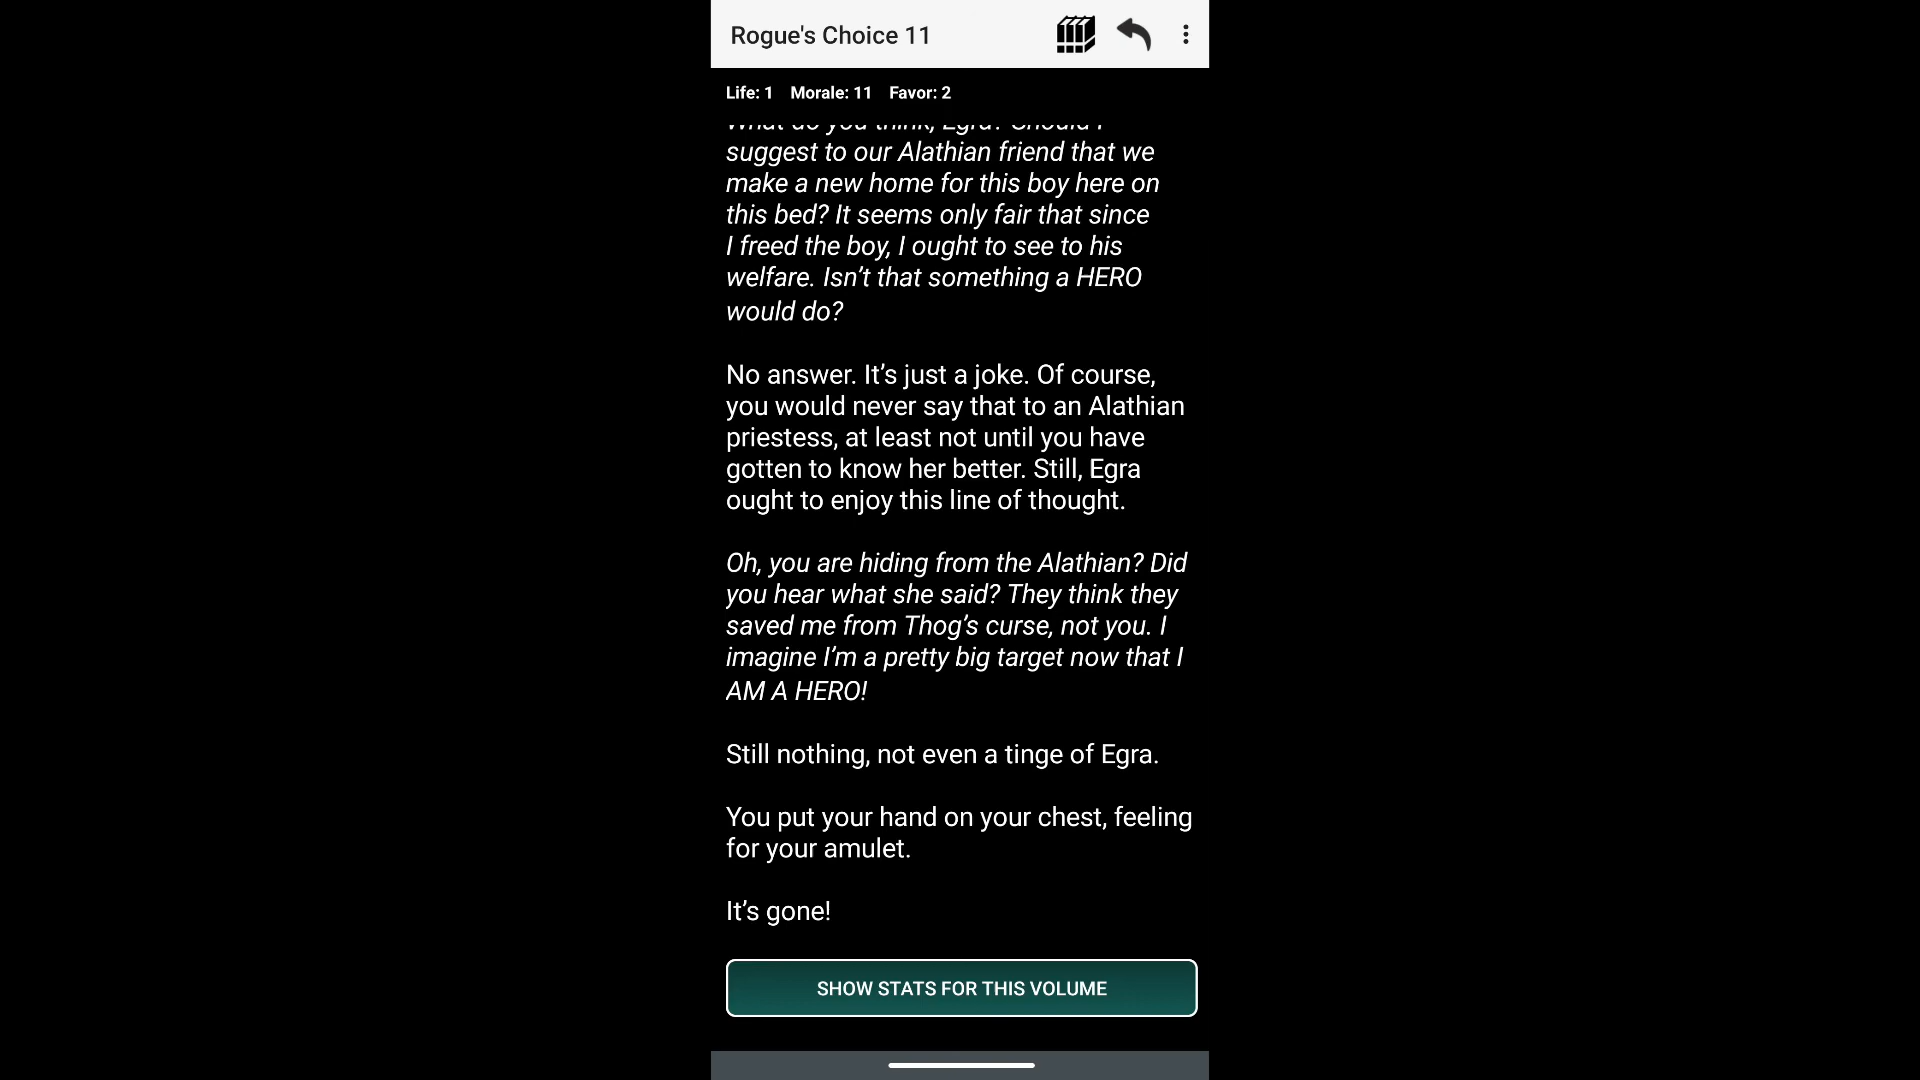 Rogue's Choice 11
Life: 1 Morale: 11 Favor: 2
What do you think, Egra? Should I
suggest to our Alathian friend that we
make a new home for this boy here on
this bed? It seems only fair that since
I freed the boy, I ought to see to his
welfare. Isn’t that something a HERO
would do?
No answer. It’s just a joke. Of course,
you would never say that to an Alathian
priestess, at least not until you have
gotten to know her better. Still, Egra
ought to enjoy this line of thought.
Oh, you are hiding from the Alathian? Did
you hear what she said? They think they
saved me from Thog’s curse, not you. I
imagine I’m a pretty big target now that I
AM A HERO!
Still nothing, not even a tinge of Egra.
You put your hand on your chest, feeling
for your amulet.
It’s gone!
SHOW STATS FOR THIS VOLUME